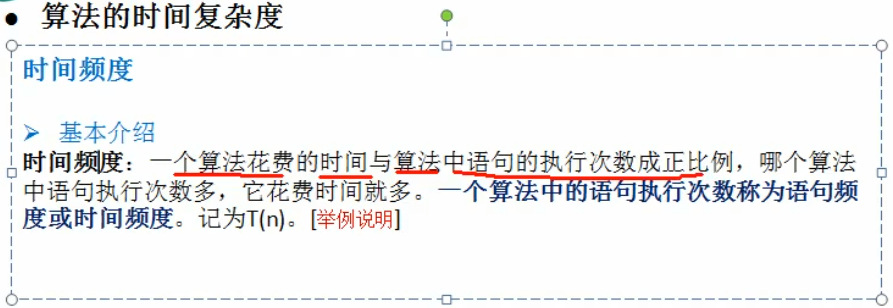 ● 算法的时间复杂度
时间频度
➢ 基本介绍
时间频度：一个算法花费的时间与算法中语句的执行次数成正比例，哪个算法
中语句执行次数多，它花费时间就多。一个算法中的语句执行次数称为语句频
度或时间频度。记为T(n)。[举例说明]